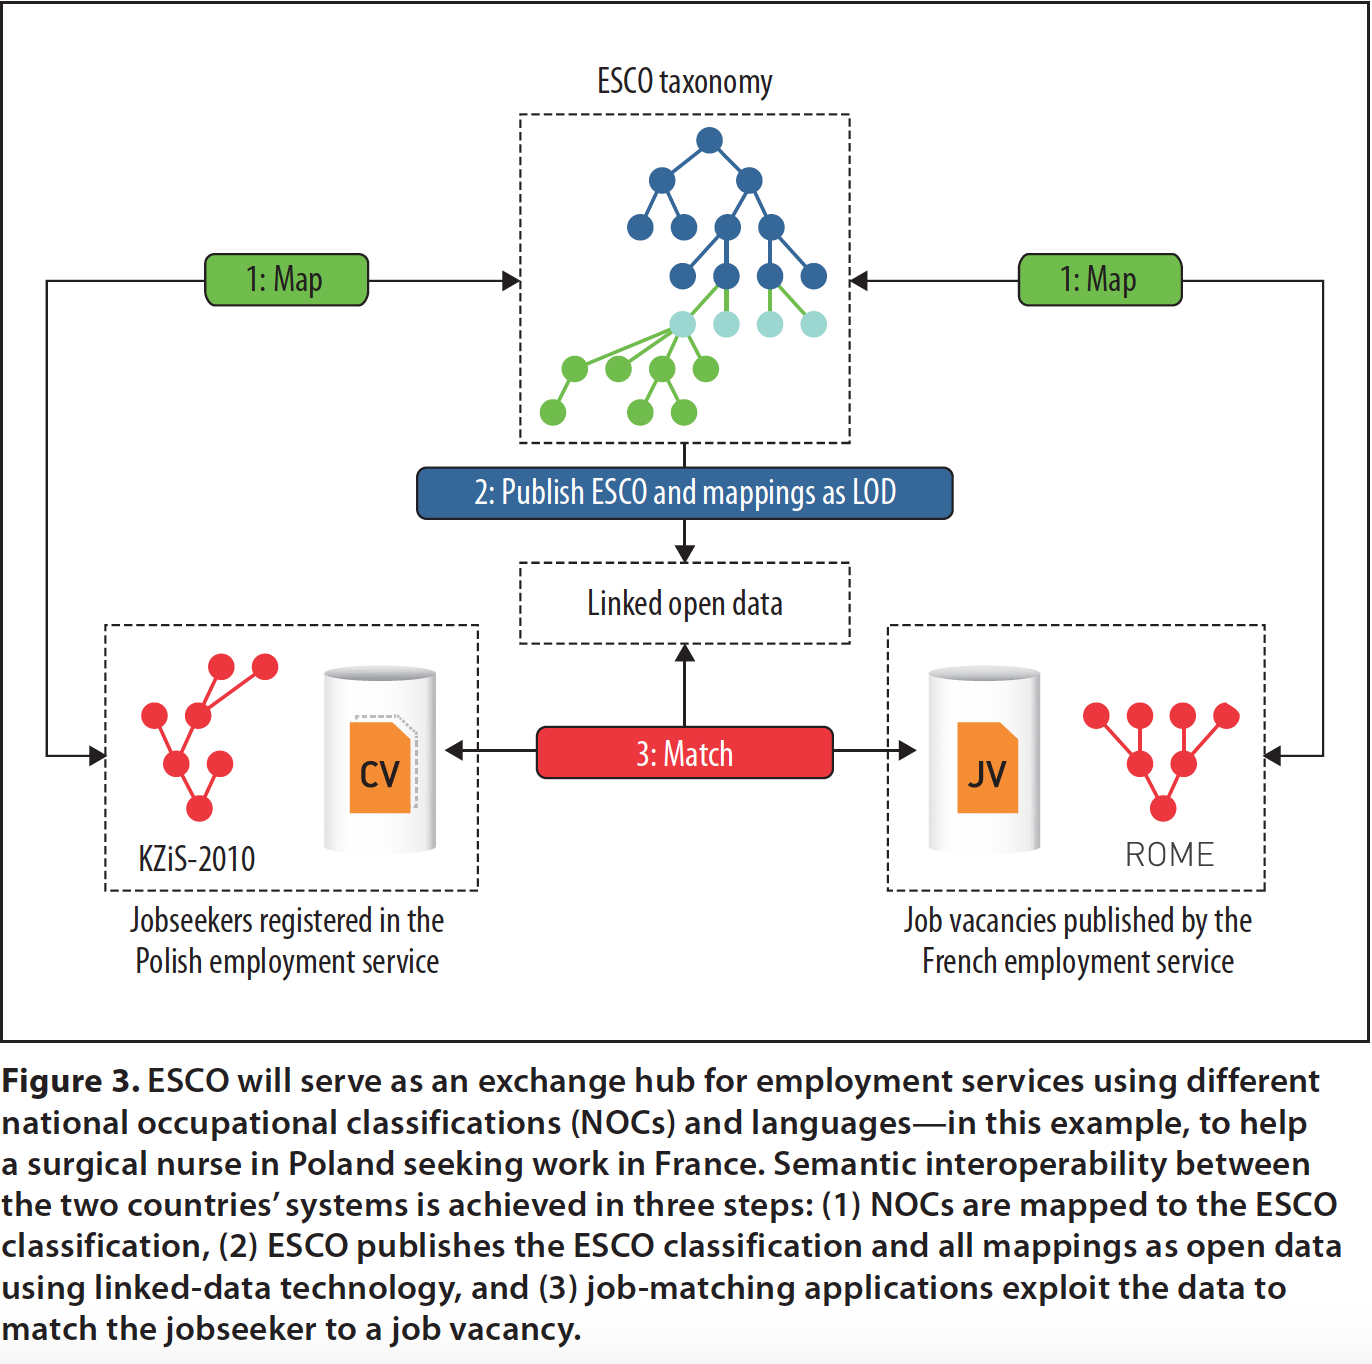 ESCO taxonomy
1: Map
1: Map
2: Publish ESCO and mappings as LOD
Linked open data
3: Match
CV
JV
KZiS-2010
ROME
Jobseekers registered in the
Polish employment service
Job vacancies published by the
French employment service
Figure 3. ESCO will serve as an exchange hub for employment services using different
national occupational classifications (NOCs) and languages—in this example, to help
a surgical nurse in Poland seeking work in France. Semantic interoperability between
the two countries’ systems is achieved in three steps: (1) NOCs are mapped to the ESCO
classification, (2) ESCO publishes the ESCO classification and all mappings as open data
using linked-data technology, and (3) job-matching applications exploit the data to
match the jobseeker to a job vacancy.